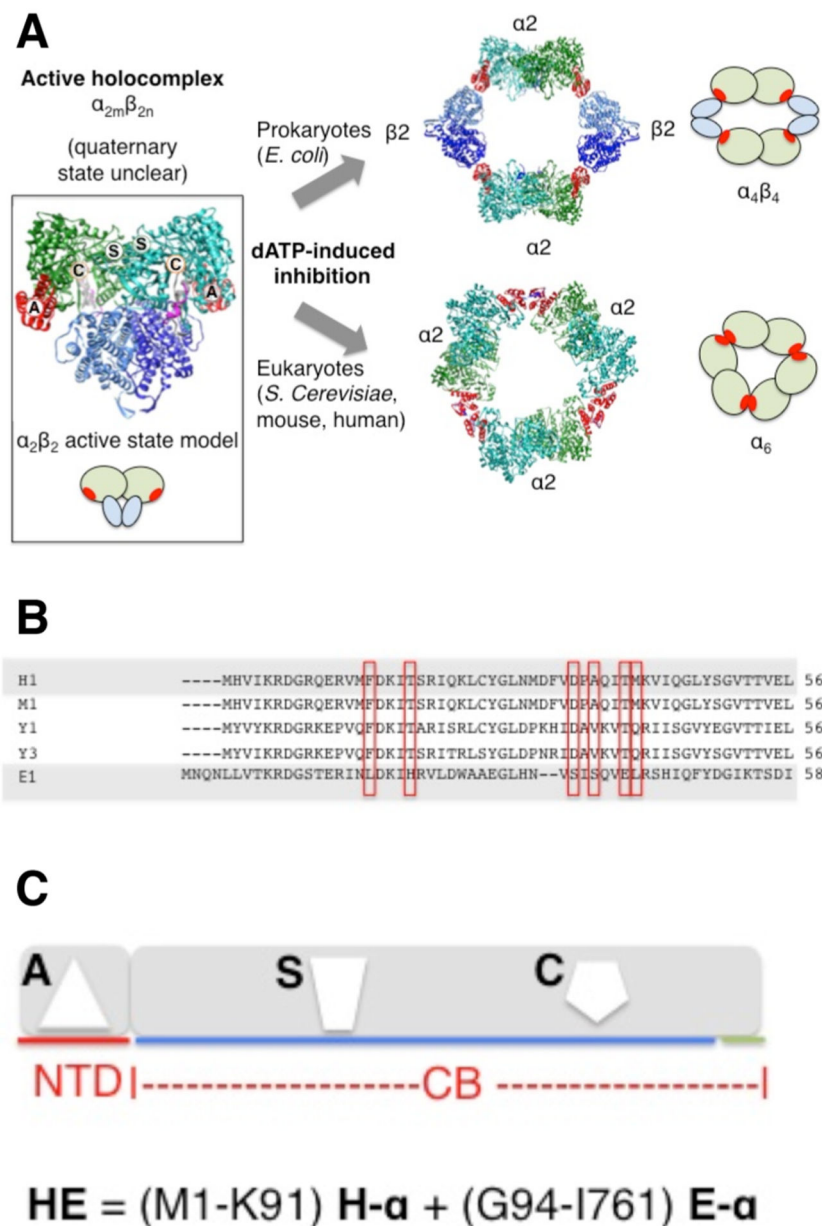 A
Active holocomplex
α2mβ2n
(quaternary
state unclear)
S S
C C
A A
α2β2 active state model
Prokaryotes
(E. coli)
dATP-induced
inhibition
Eukaryotes
(S. Cerevisiae,
mouse, human)
α2
β2 β2
α2
α4β4
α2
α2
α2
α6
B
H1 ----MHVIKRDGRQERVMFDKITSRIQKLCYGLNMDFVDPAQITMKVIQGLYSGVTTVEL 56
M1 ----MHVIKRDGRQERVMFDKITSRIQKLCYGLNMDFVDPAQITMKVIQGLYSGVTTVEL 56
Y1 ----MYVYKRDGRKEPVQFDKITARISRLCYGLDPKHIDAVKVTQRIISGVYEGVTTIEL 56
Y3 ----MYVIKRDGRKEPVQFDKITSRITRLSYGLDPNRIDAVKVTQRIISGVYSGVTTVEL 56
E1 MNQNLLVTKRDGSTERINLDKIHRVLDWAAEGLHN--VSISQVELRSHIQFYDGIKTSDI 58
C
A S C
NTD |--------------------CB -------------------|
HE = (M1-K91) H-α + (G94-I761) E-α